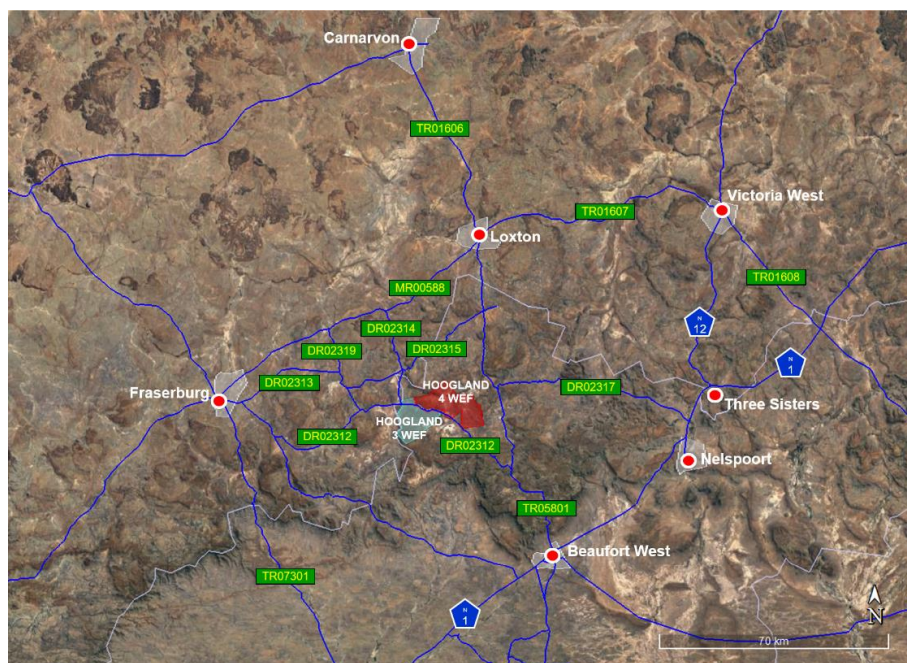 Carnarvon
TR01606
Victoria West
TR01607
Loxton
TR01608
MR00588
N
12
DR02314
DR02319
DR02315
N
1
DR02313
HOOGLAND
4 WEF
DR02317
Fraserburg
Three Sisters
HOOGLAND
3 WEF
DR02312
DR02312
Nelspoort
TR05801
Beaufort West
TR07301
N
1
N
70 km